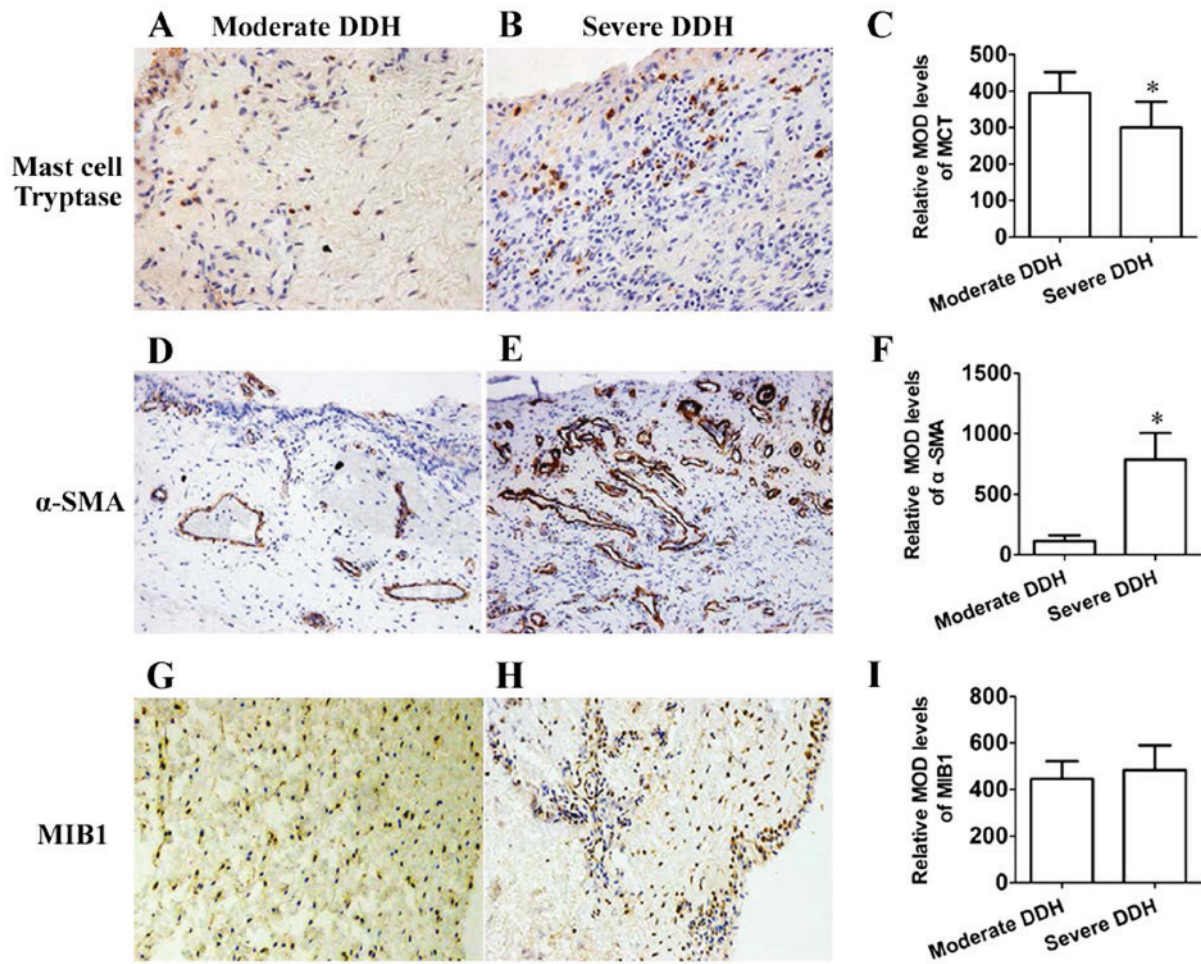 A Moderate DDH
B Severe DDH
Mast cell
Tryptase
C
Relative MOD levels
of MCT
500
400
300
200
100
0
*
Moderate DDH
Severe DDH
D
E
α-SMA
F
Relative MOD levels
of α -SMA
1500
1000
500
0
*
Moderate DDH
Severe DDH
G
H
MIB1
I
Relative MOD levels
of MIB1
800
600
400
200
0
Moderate DDH
Severe DDH